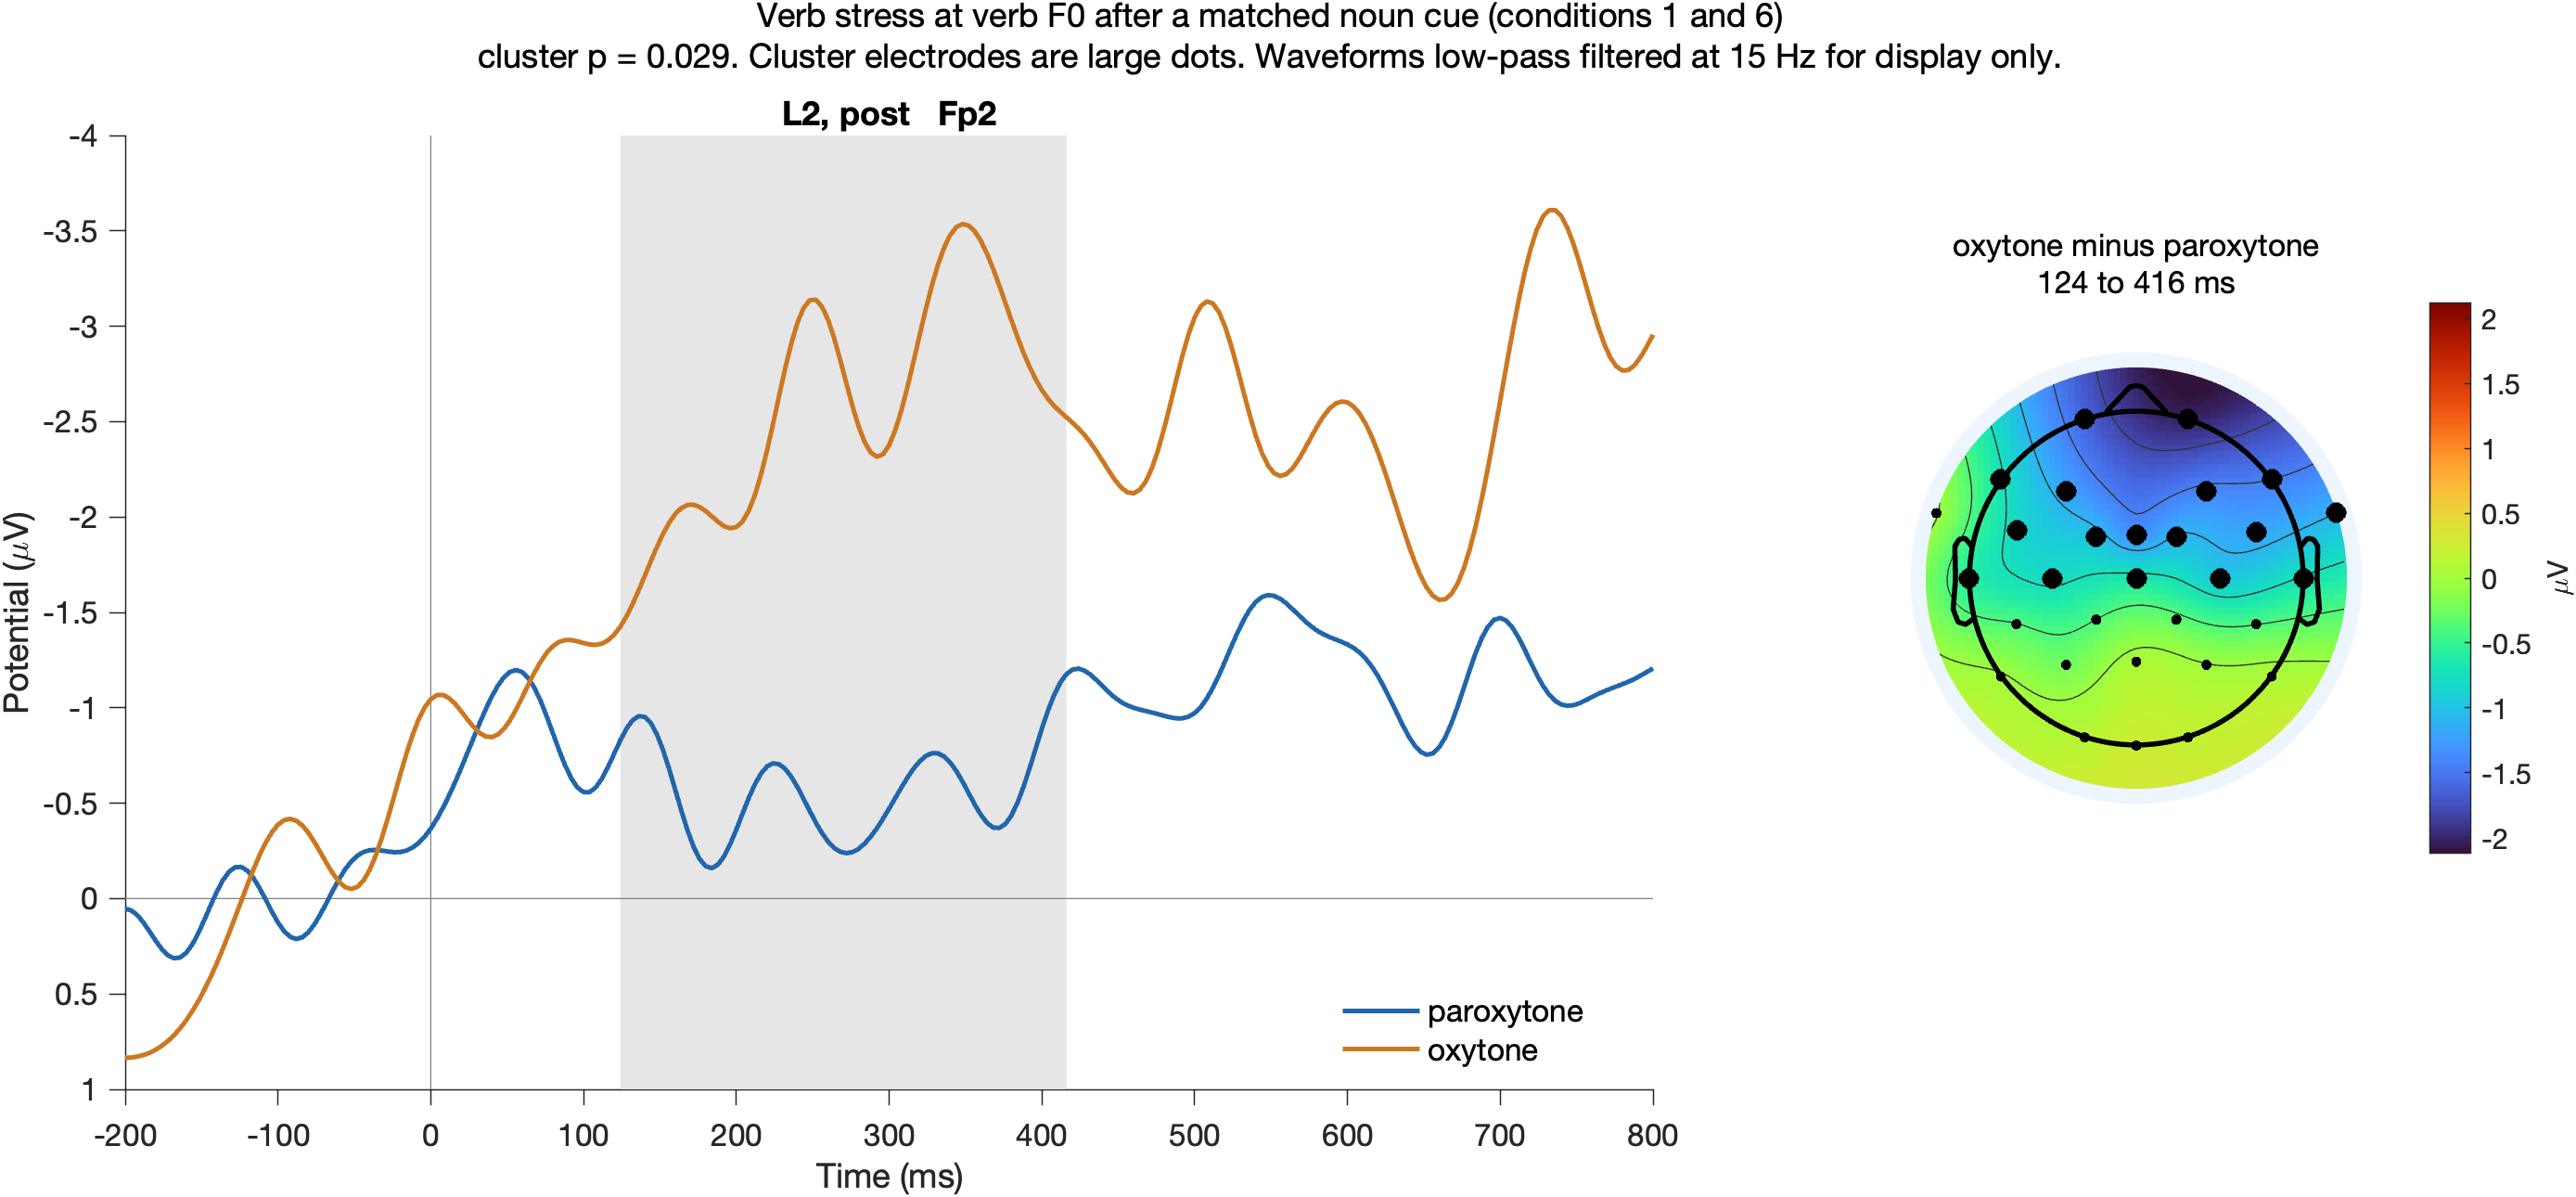 Verb stress at verb F0 after a matched noun cue (conditions 1 and 6)
cluster p = 0.029. Cluster electrodes are large dots. Waveforms low-pass filtered at 15 Hz for display only.
L2, post Fp2
-4
-3.5
-3
-2.5
-2
-1.5
-1
-0.5
0
0.5
1
Potential (μV)
-200 -100 0 100 200 300 400 500 600 700 800
Time (ms)
paroxytone
oxytone
oxytone minus paroxytone
124 to 416 ms
2
1.5
1
0.5
0
-0.5
-1
-1.5
-2
μV